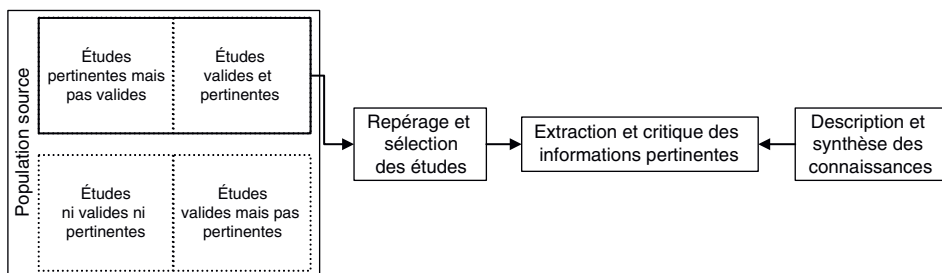 Population source
Études
pertinentes mais
pas valides
Études
valides et
pertinentes
Études
ni valides ni
pertinentes
Études
valides mais pas
pertinentes
Repérage et
sélection
des études
Extraction et critique des
informations pertinentes
Description et
synthèse des
connaissances